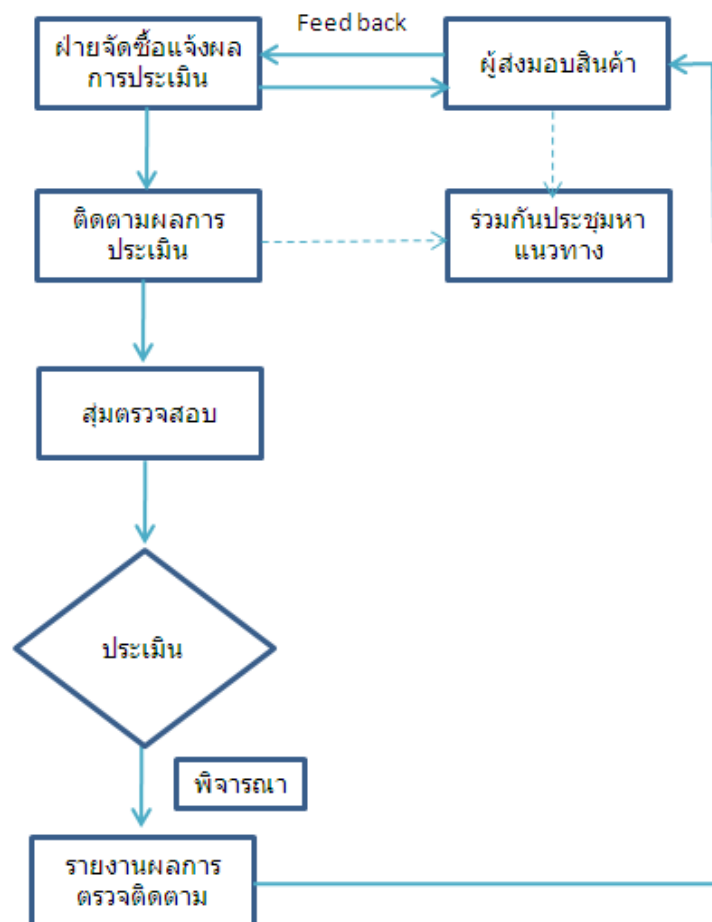 Feed back
ฝ่ายจัดซื้อแจ้งผล
การประเมิน
ผู้ส่งมอบสินค้า
ติดตามผลการ
ประเมิน
ร่วมกันประชุมหา
แนวทาง
สุ่มตรวจสอบ
ประเมิน
พิจารณา
รายงานผลการ
ตรวจติดตาม